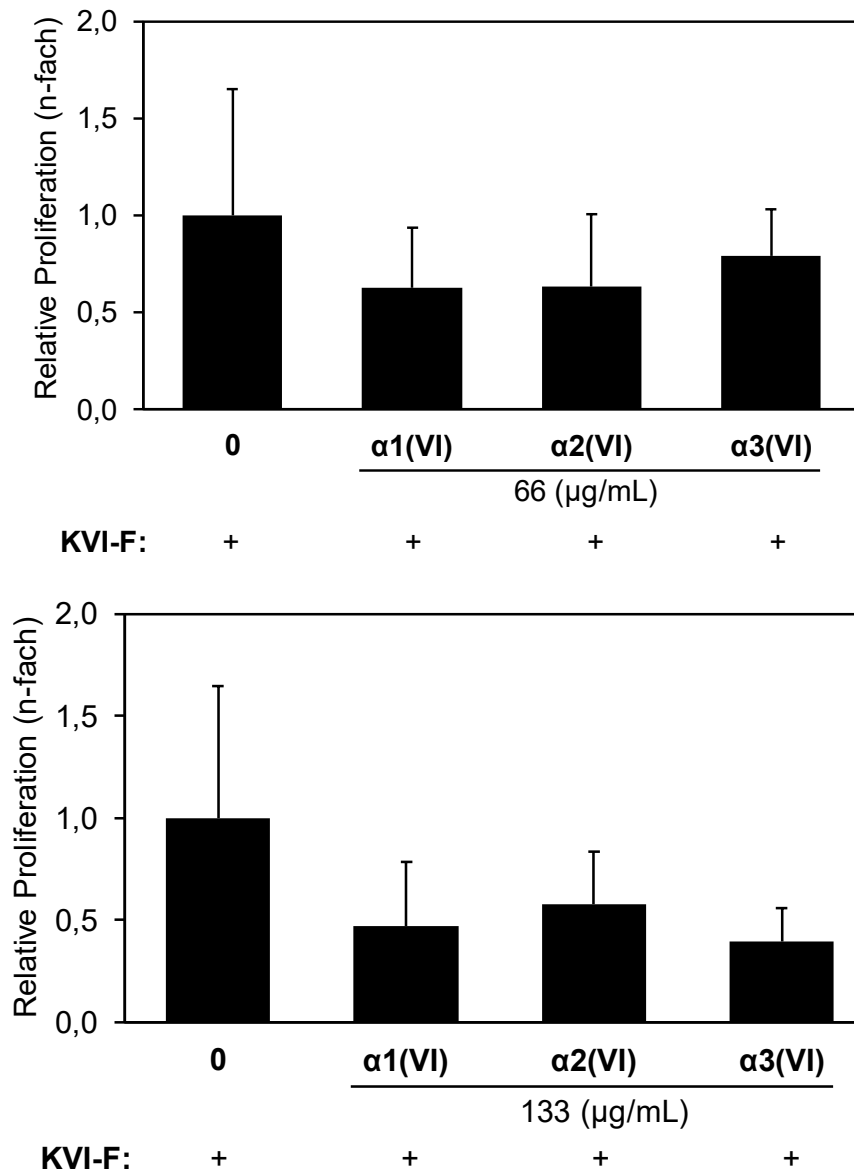 Relative Proliferation (n-fach)
2,0
1,5
1,0
0,5
0,0
0 α1(VI) α2(VI) α3(VI)
66 (µg/mL)
KVI-F: + + + +
Relative Proliferation (n-fach)
2,0
1,5
1,0
0,5
0,0
0 α1(VI) α2(VI) α3(VI)
133 (µg/mL)
KVI-F: + + + +